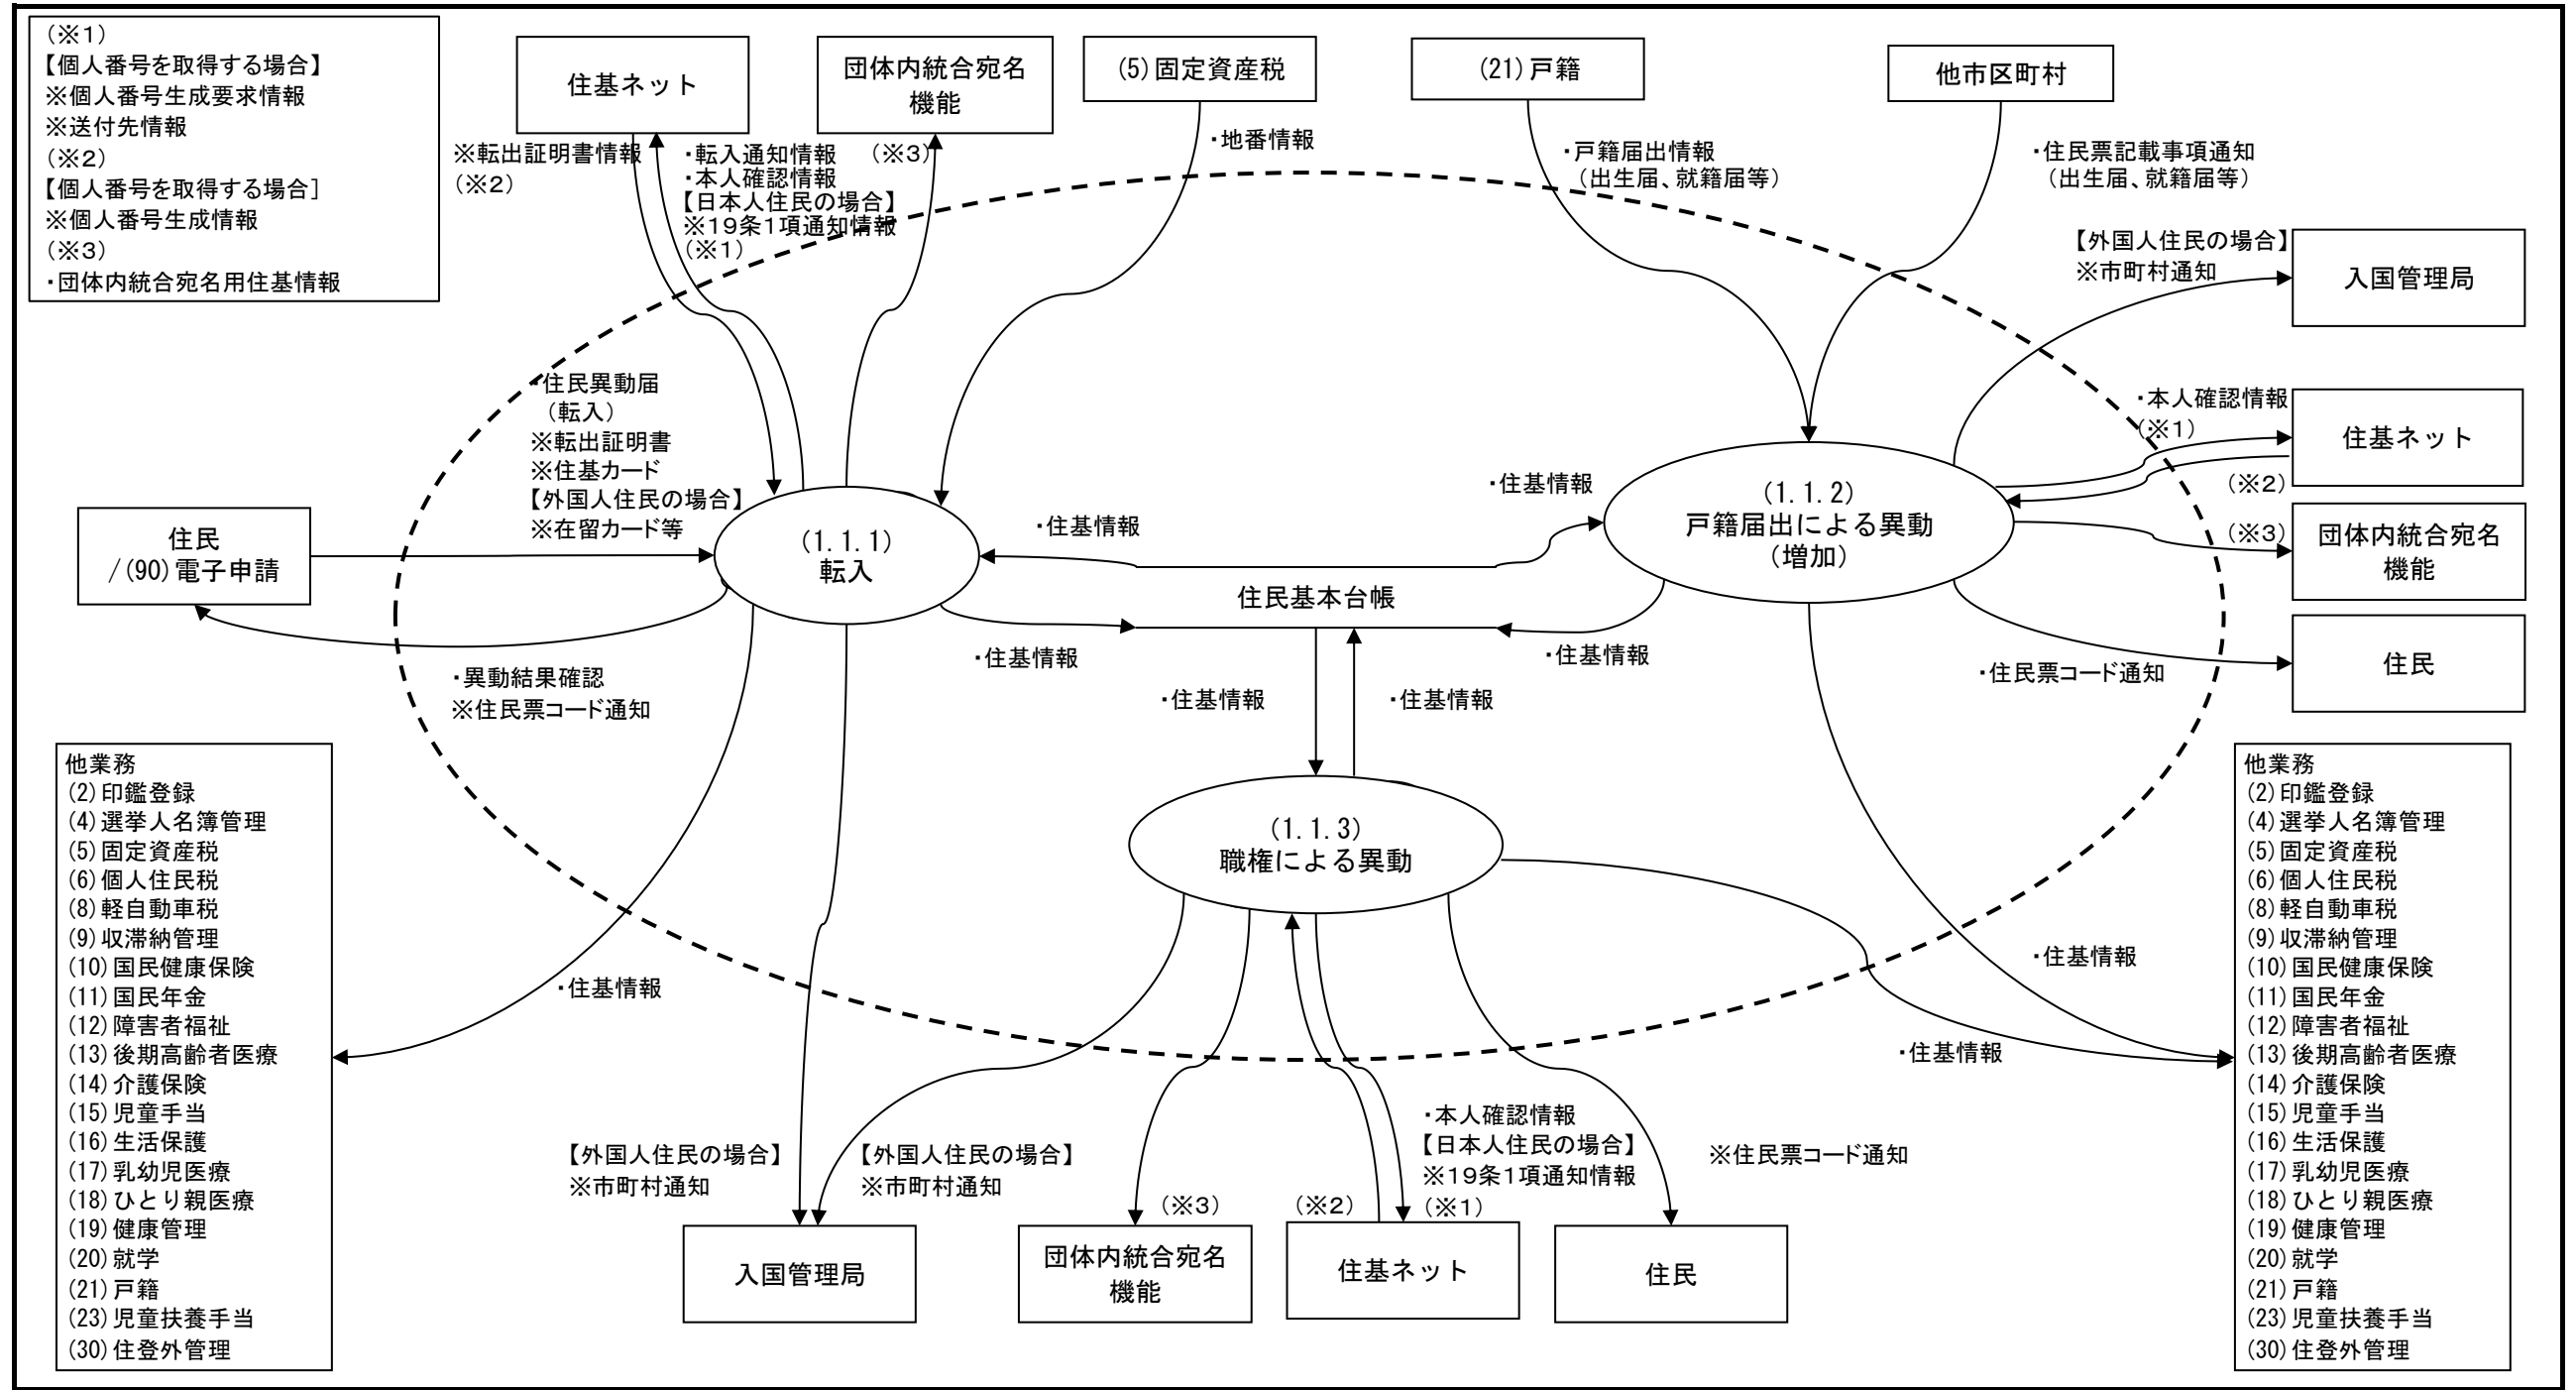 (※1)
【個人番号を取得する場合】
※個人番号生成要求情報
※送付先情報
(※2)
【個人番号を取得する場合］
※個人番号生成情報
(※3)
・団体内統合宛名用住基情報
住基ネット
団体内統合宛名
機能
(5)固定資産税
(21)戸籍
他市区町村
※転出証明書情報
(※2)
・転入通知情報
・本人確認情報
【日本人住民の場合】
※19条1項通知情報
(※1)
(※3)
・地番情報
・戸籍届出情報
（出生届、就籍届等）
・住民票記載事項通知
（出生届、就籍届等）
【外国人住民の場合】
※市町村通知
入国管理局
・住民異動届
（転入）
※転出証明書
※住基カード
【外国人住民の場合】
※在留カード等
・本人確認情報
(※1)
住基ネット
(※2)
住民
/(90)電子申請
(1.1.1)
転入
・住基情報
・住基情報
(1.1.2)
戸籍届出による異動
（増加）
(※3)
団体内統合宛名
機能
住民基本台帳
・住基情報
・住基情報
・住民票コード通知
住民
・異動結果確認
※住民票コード通知
・住基情報
・住基情報
他業務
(2)印鑑登録
(4)選挙人名簿管理
(5)固定資産税
(6)個人住民税
(8)軽自動車税
(9)収滞納管理
(10)国民健康保険
(11)国民年金
(12)障害者福祉
(13)後期高齢者医療
(14)介護保険
(15)児童手当
(16)生活保護
(17)乳幼児医療
(18)ひとり親医療
(19)健康管理
(20)就学
(21)戸籍
(23)児童扶養手当
(30)住登外管理
(1.1.3)
職権による異動
・住基情報
・住基情報
・住基情報
他業務
(2)印鑑登録
(4)選挙人名簿管理
(5)固定資産税
(6)個人住民税
(8)軽自動車税
(9)収滞納管理
(10)国民健康保険
(11)国民年金
(12)障害者福祉
(13)後期高齢者医療
(14)介護保険
(15)児童手当
(16)生活保護
(17)乳幼児医療
(18)ひとり親医療
(19)健康管理
(20)就学
(21)戸籍
(23)児童扶養手当
(30)住登外管理
【外国人住民の場合】
※市町村通知
【外国人住民の場合】
※市町村通知
(※3)
(※2)
・本人確認情報
【日本人住民の場合】
※19条1項通知情報
(※1)
※住民票コード通知
入国管理局
団体内統合宛名
機能
住基ネット
住民